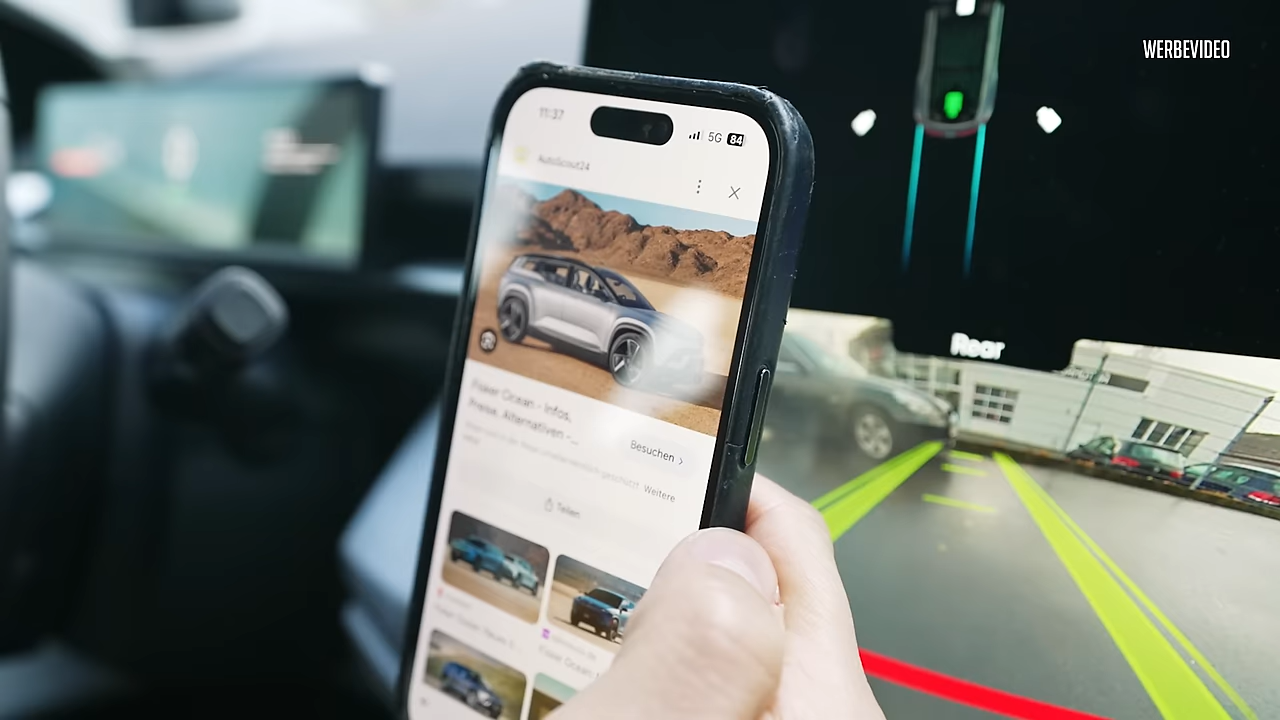 WERBEVIDEO
11:37
5G 84
AutoScout24
Rear
Fisker Ocean - Infos,
Preise, Alternativen -...
Besuchen
Weitere
Teilen